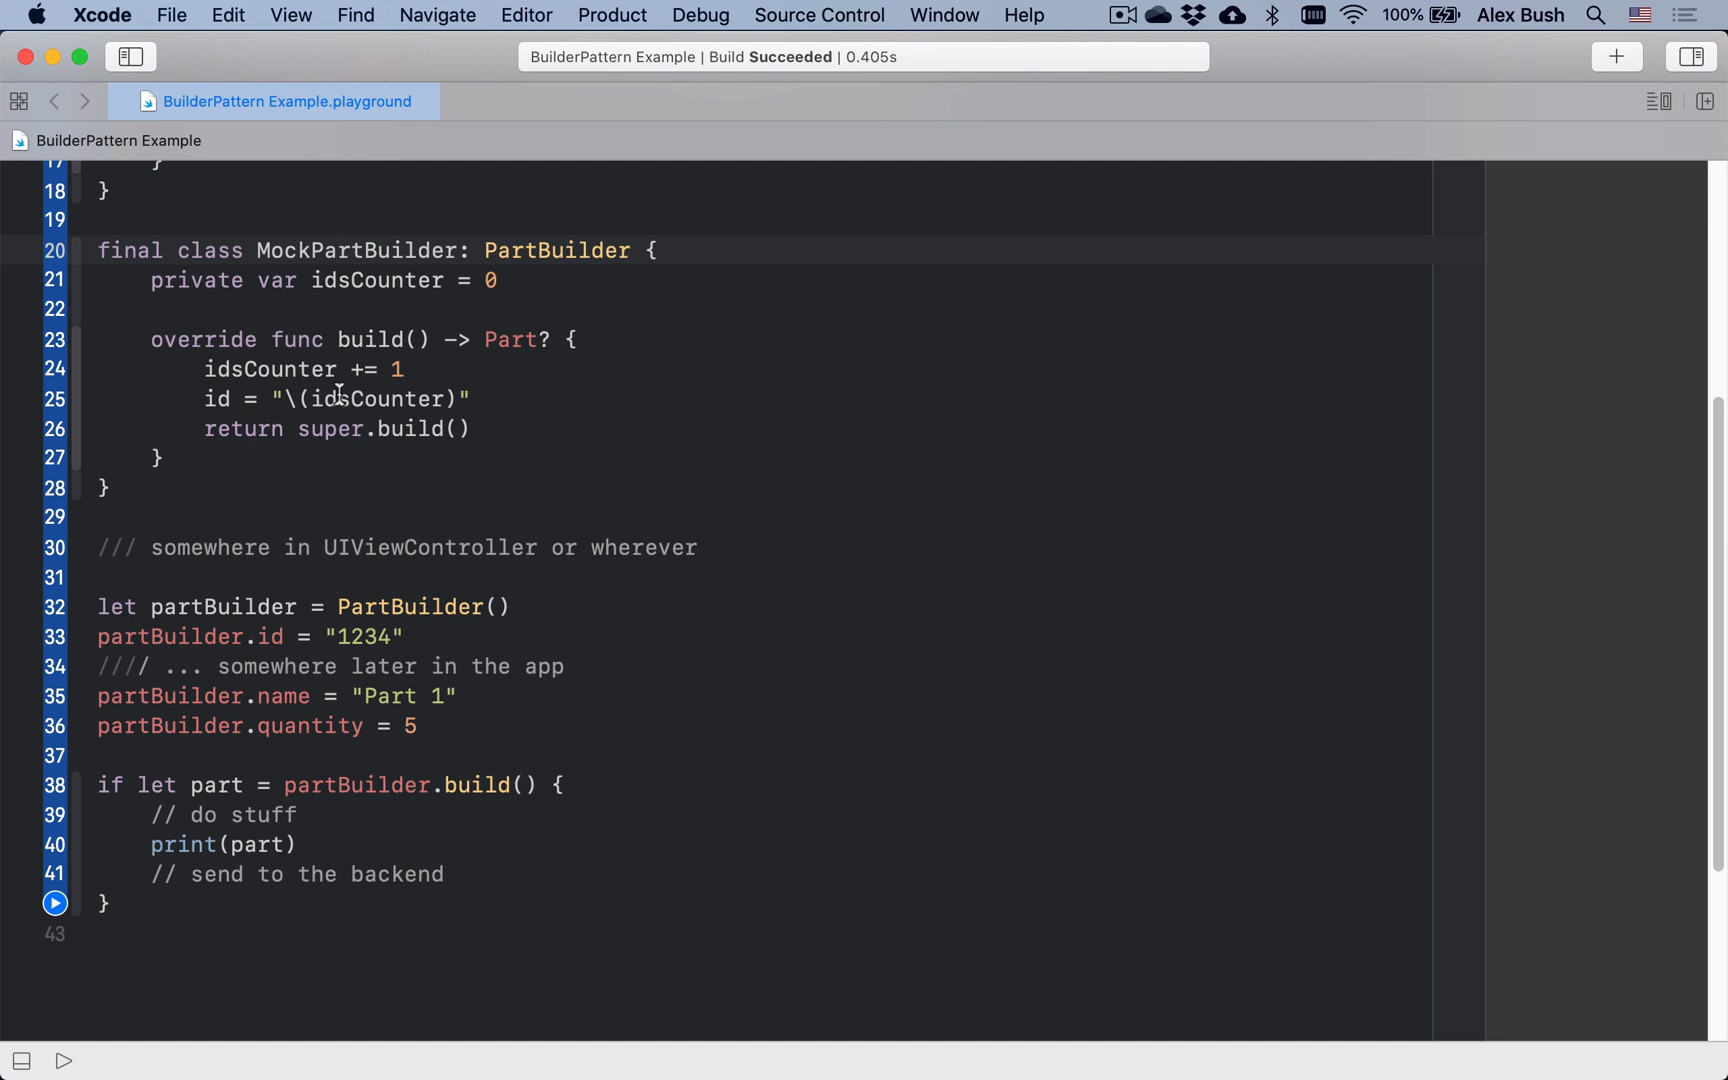 Xcode File Edit View Find Navigate Editor Product Debug Source Control Window Help 100% Alex Bush
BuilderPattern Example | Build Succeeded | 0.405s
BuilderPattern Example.playground
BuilderPattern Example
17 }
18 }
19
20 final class MockPartBuilder: PartBuilder {
21 private var idsCounter = 0
22
23 override func build() -> Part? {
24 idsCounter += 1
25 id = "\(idsCounter)"
26 return super.build()
27 }
28 }
29
30 /// somewhere in UIViewController or wherever
31
32 let partBuilder = PartBuilder()
33 partBuilder.id = "1234"
34 //// ... somewhere later in the app
35 partBuilder.name = "Part 1"
36 partBuilder.quantity = 5
37
38 if let part = partBuilder.build() {
39 // do stuff
40 print(part)
41 // send to the backend
}
43